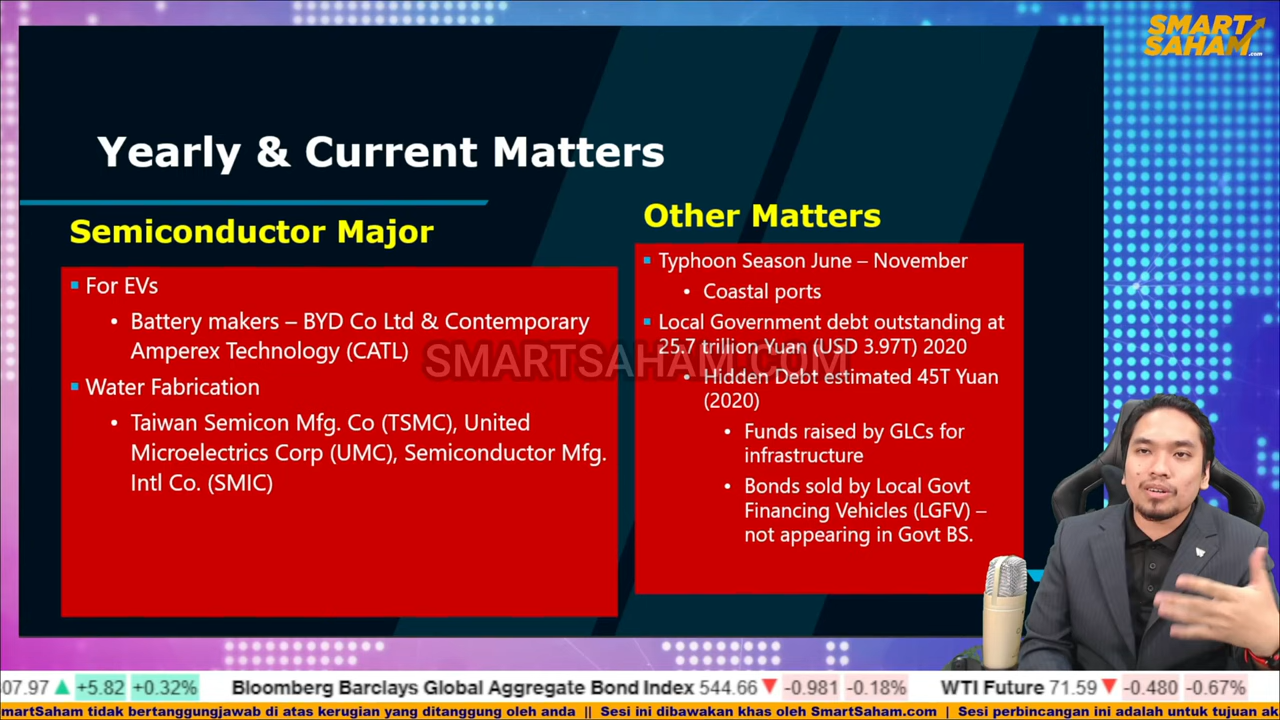 SMART
SAHAM.com
Yearly & Current Matters
Semiconductor Major
For EVs
Battery makers – BYD Co Ltd & Contemporary
Amperex Technology (CATL)
Water Fabrication
Taiwan Semicon Mfg. Co (TSMC), United
Microelectrics Corp (UMC), Semiconductor Mfg.
Intl Co. (SMIC)
Other Matters
Typhoon Season June – November
Coastal ports
Local Government debt outstanding at
25.7 trillion Yuan (USD 3.97T) 2020
Hidden Debt estimated 45T Yuan
(2020)
Funds raised by GLCs for
infrastructure
Bonds sold by Local Govt
Financing Vehicles (LGFV) –
not appearing in Govt BS.
SMARTSAHAM.COM
07.97 +5.82 +0.32% Bloomberg Barclays Global Aggregate Bond Index 544.66 -0.981 -0.18% WTI Future 71.59 -0.480 -0.67%
martSaham tidak bertanggungjawab di atas kerugian yang ditanggung oleh anda || Sesi ini dibawakan khas oleh SmartSaham.com | Sesi perbincangan ini adalah untuk tujuan ak